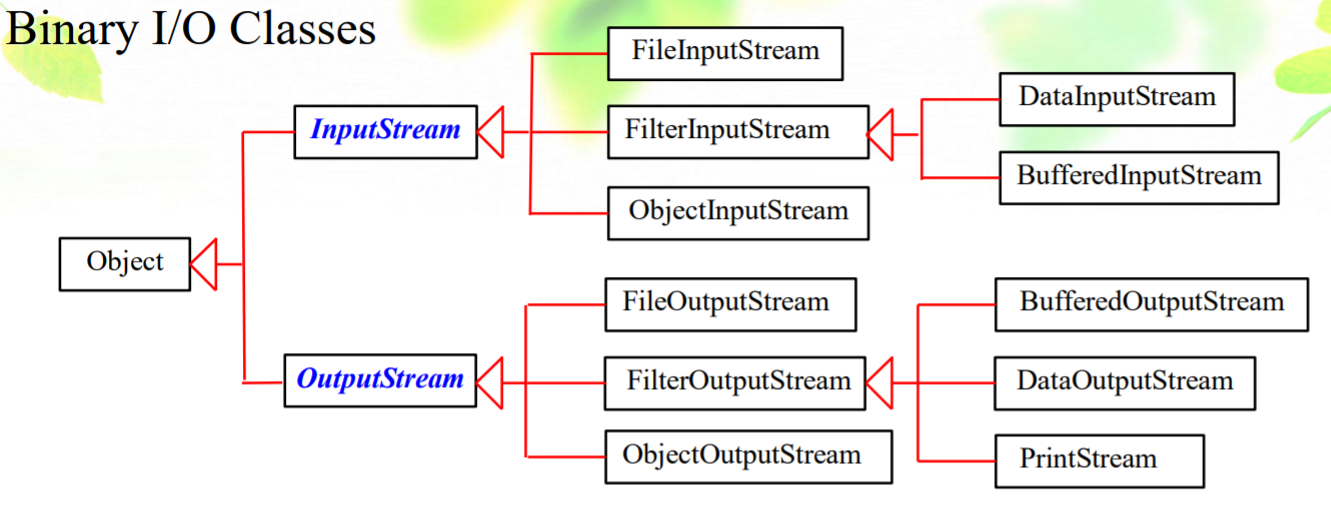 Binary I/O Classes
FileInputStream
InputStream
FilterInputStream
DataInputStream
BufferedInputStream
ObjectInputStream
Object
FileOutputStream
OutputStream
FilterOutputStream
BufferedOutputStream
DataOutputStream
ObjectOutputStream
PrintStream